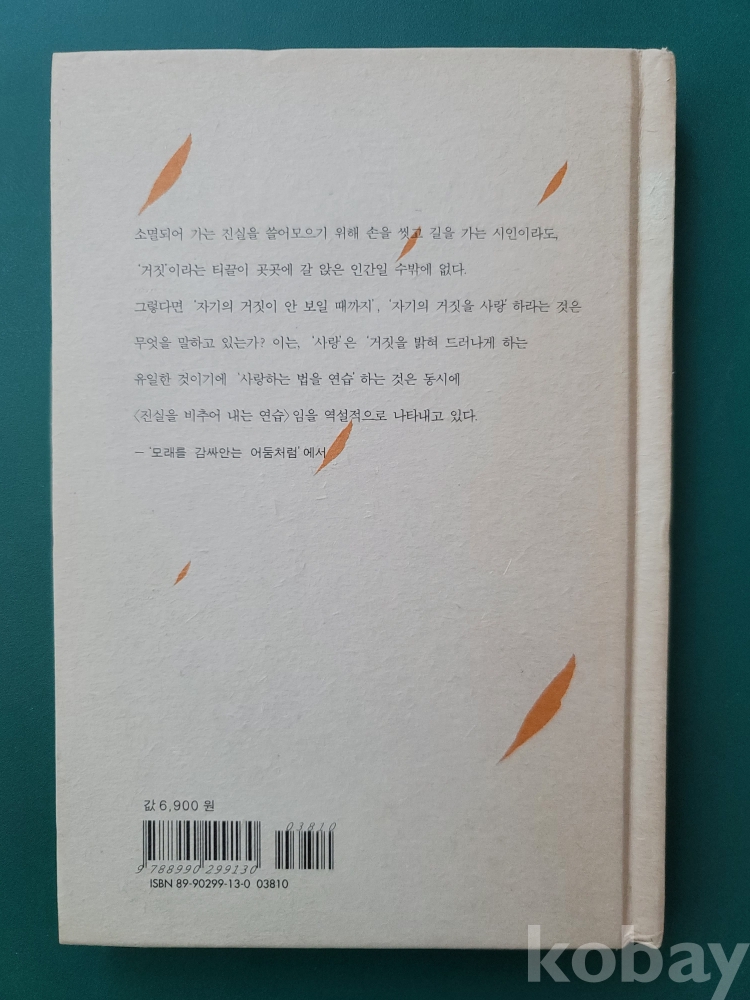 소멸되어 가는 진실을 쓸어모으기 위해 손을 씻고 길을 가는 시인이라도,
'거짓'이라는 티끌이 곳곳에 갈 앉은 인간일 수밖에 없다.
그렇다면 '자기의 거짓이 안 보일 때까지', '자기의 거짓을 사랑' 하라는 것은
무엇을 말하고 있는가? 이는, '사랑'은 '거짓을 밝혀 드러나게 하는
유일한 것이기에 '사랑하는 법을 연습' 하는 것은 동시에
〈진실을 비추어 내는 연습〉임을 역설적으로 나타내고 있다.
– '모래를 감싸안는 어둠처럼'에서
값 6,900 원
03810
9 788990 299130
ISBN 89-90299-13-0 03810
kobay